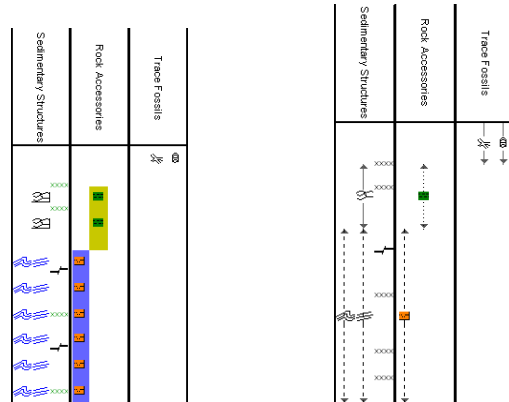 Sedimentary Structures
Rock Accessories
Trace Fossils
Sedimentary Structures
Rock Accessories
Trace Fossils